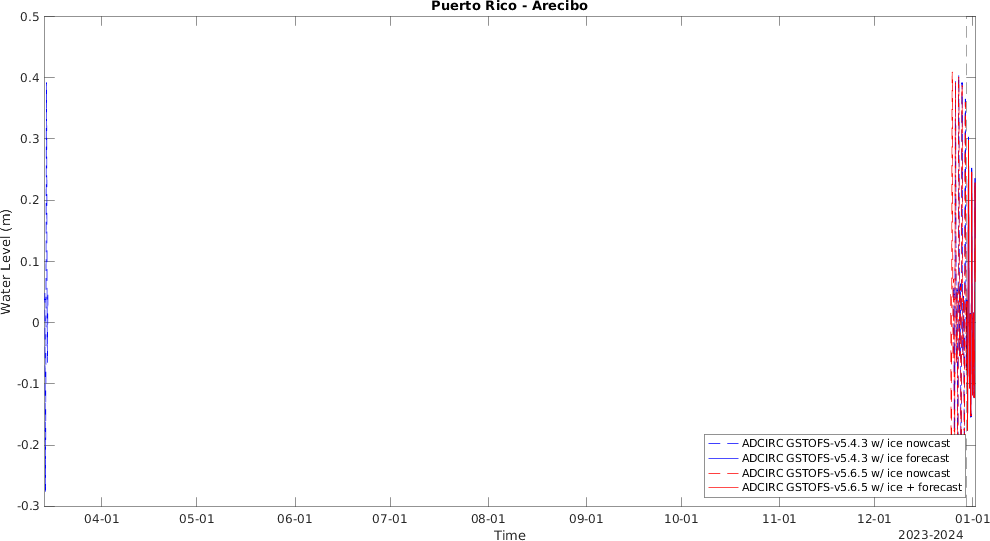 Puerto Rico - Arecibo
0.5
0.4
0.3
0.2
0.1
0
-0.1
-0.2
-0.3
Water Level (m)
ADCIRC GSTOFS-v5.4.3 w/ ice nowcast
ADCIRC GSTOFS-v5.4.3 w/ ice forecast
ADCIRC GSTOFS-v5.6.5 w/ ice nowcast
ADCIRC GSTOFS-v5.6.5 w/ ice + forecast
04-01 05-01 06-01 07-01 08-01 09-01 10-01 11-01 12-01 01-01
Time
2023-2024